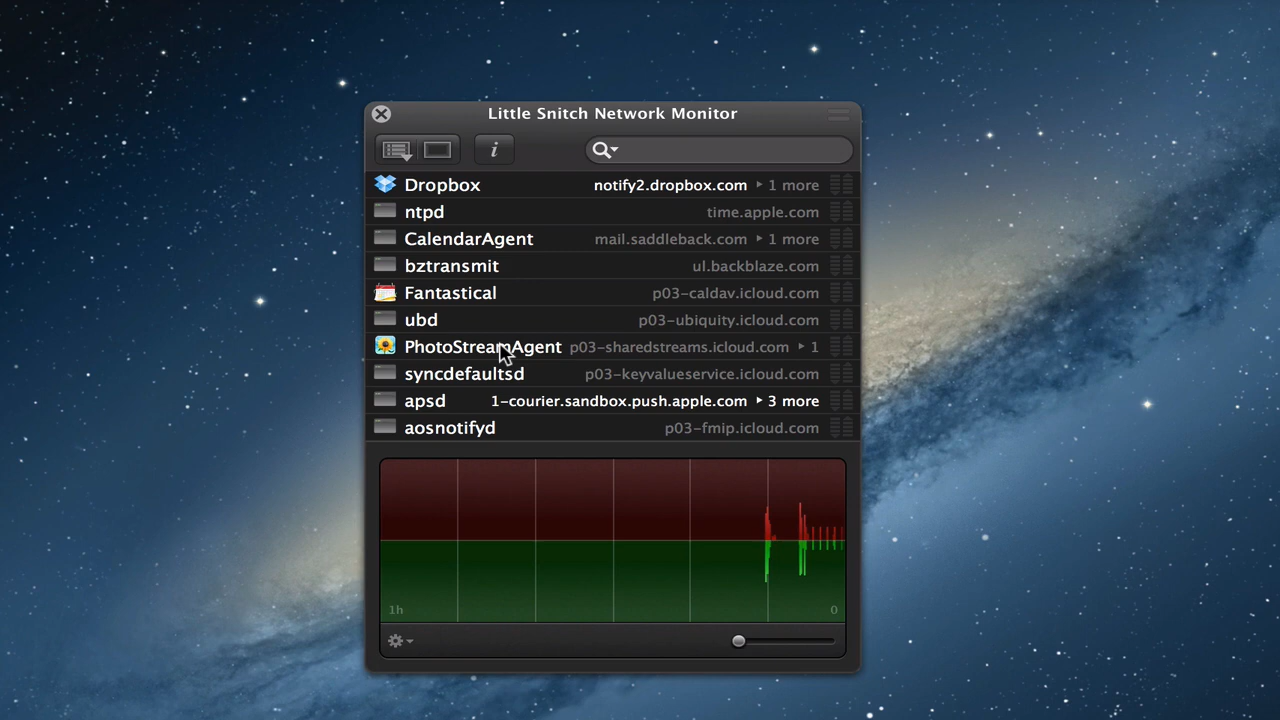 Little Snitch Network Monitor
i
Dropbox notify2.dropbox.com ▸ 1 more
ntpd time.apple.com
CalendarAgent mail.saddleback.com ▸ 1 more
bztransmit ul.backblaze.com
Fantastical p03-caldav.icloud.com
ubd p03-ubiquity.icloud.com
PhotoStreamAgent p03-sharedstreams.icloud.com ▸ 1
syncdefaultsd p03-keyvalueservice.icloud.com
apsd 1-courier.sandbox.push.apple.com ▸ 3 more
aosnotifyd p03-fmip.icloud.com
1h 0